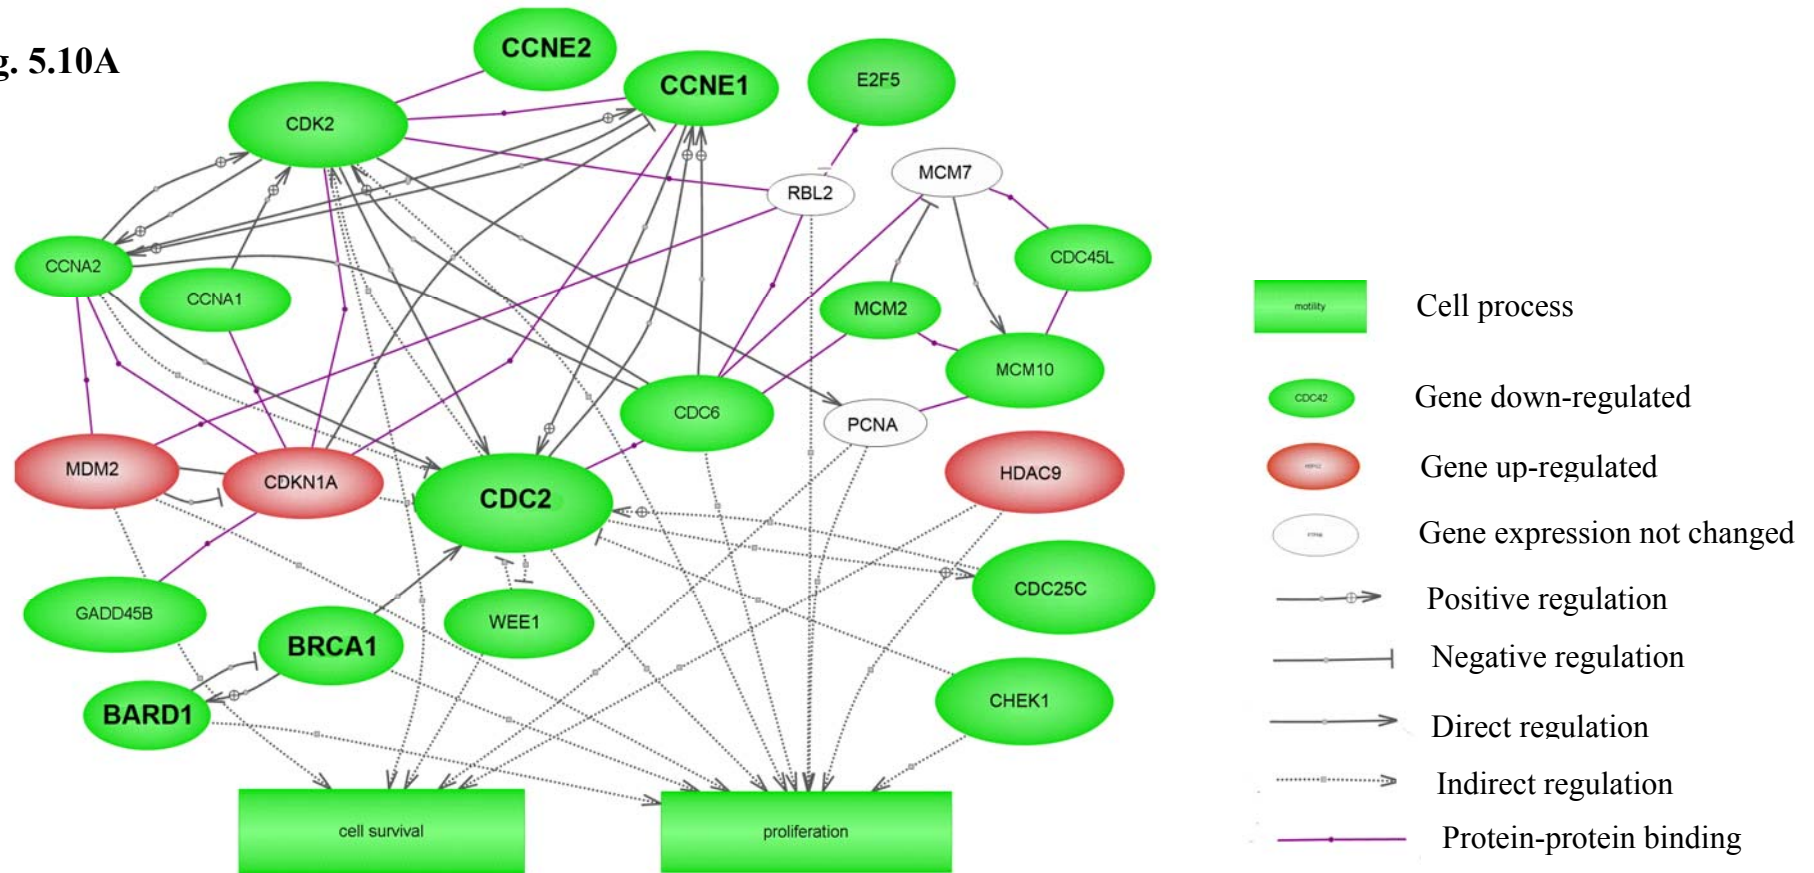 g. 5.10A
CCNE2
CCNE1
E2F5
CDK2
MCM7
RBL2
CCNA2
CCNA1
CDC45L
MCM2
MCM10
CDC6
PCNA
MDM2
CDKN1A
CDC2
HDAC9
CDC25C
GADD45B
WEE1
BRCA1
BARD1
CHEK1
cell survival
proliferation
motility
Cell process
CDC42
Gene down-regulated
Gene up-regulated
Gene expression not changed
Positive regulation
Negative regulation
Direct regulation
Indirect regulation
Protein-protein binding